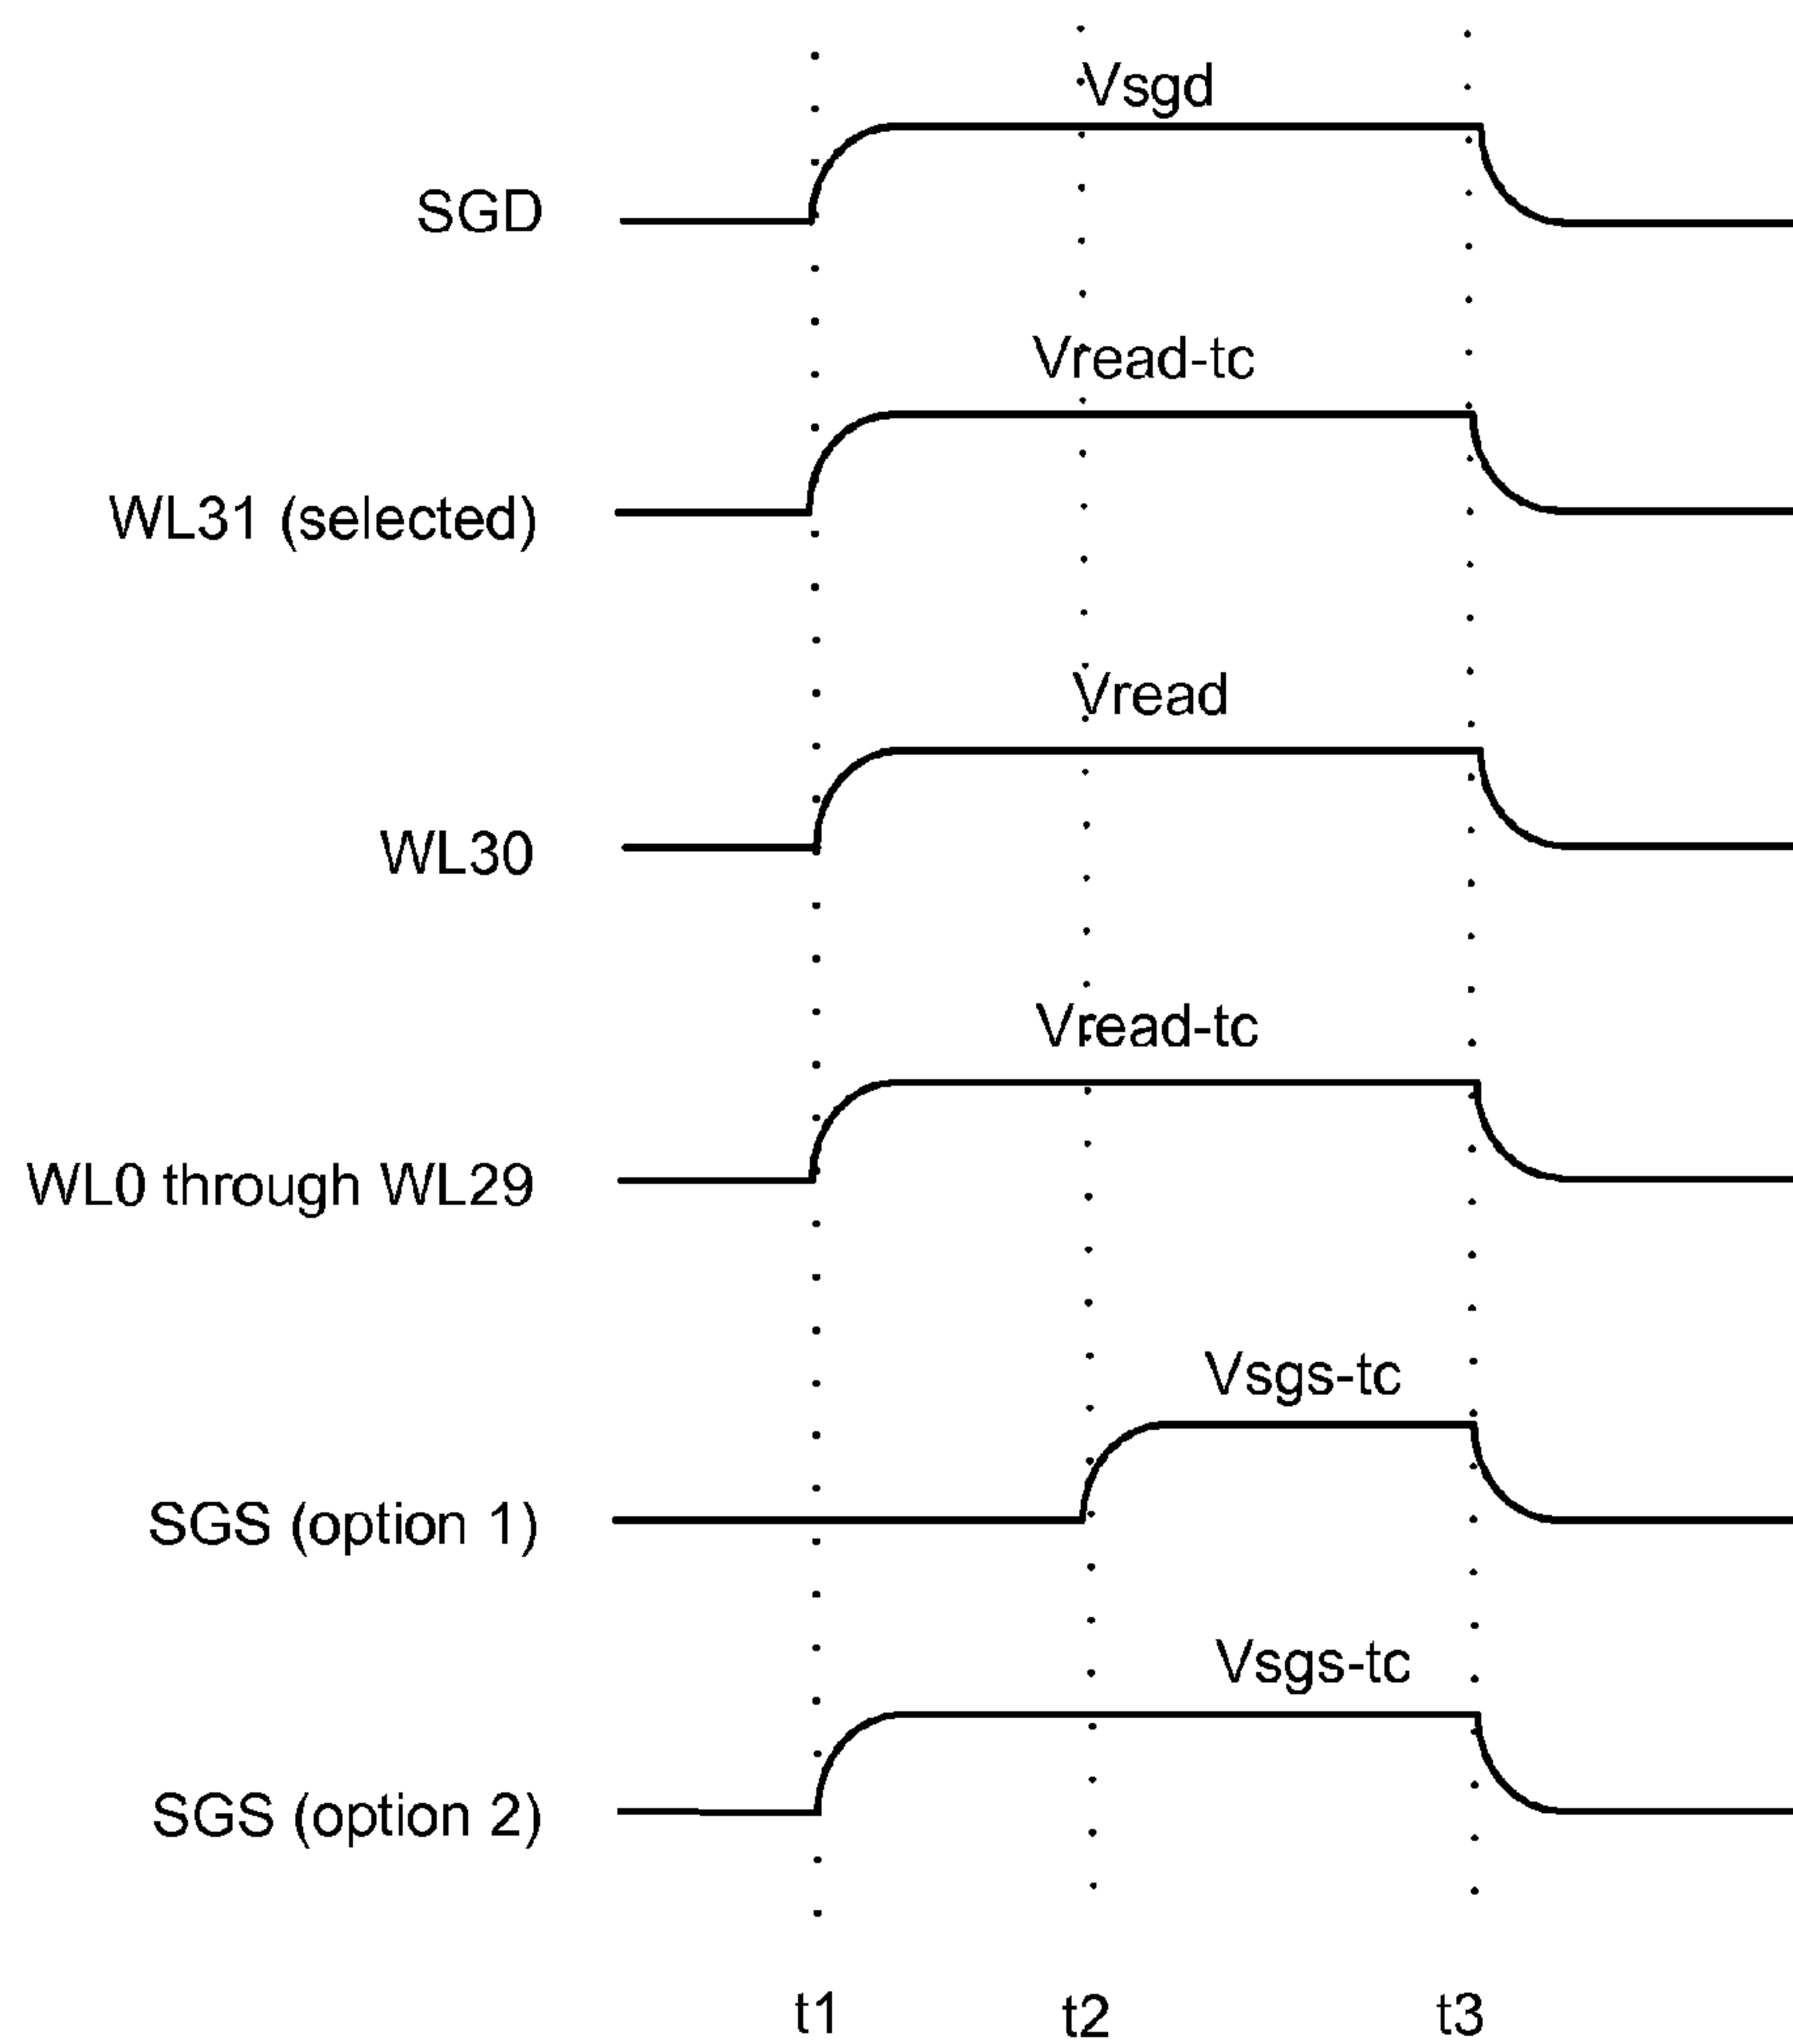 Vsgd
SGD
Vread-tc
WL31 (selected)
Vread
WL30
Vread-tc
WL0 through WL29
Vsgs-tc
SGS (option 1)
Vsgs-tc
SGS (option 2)
t1 t2 t3